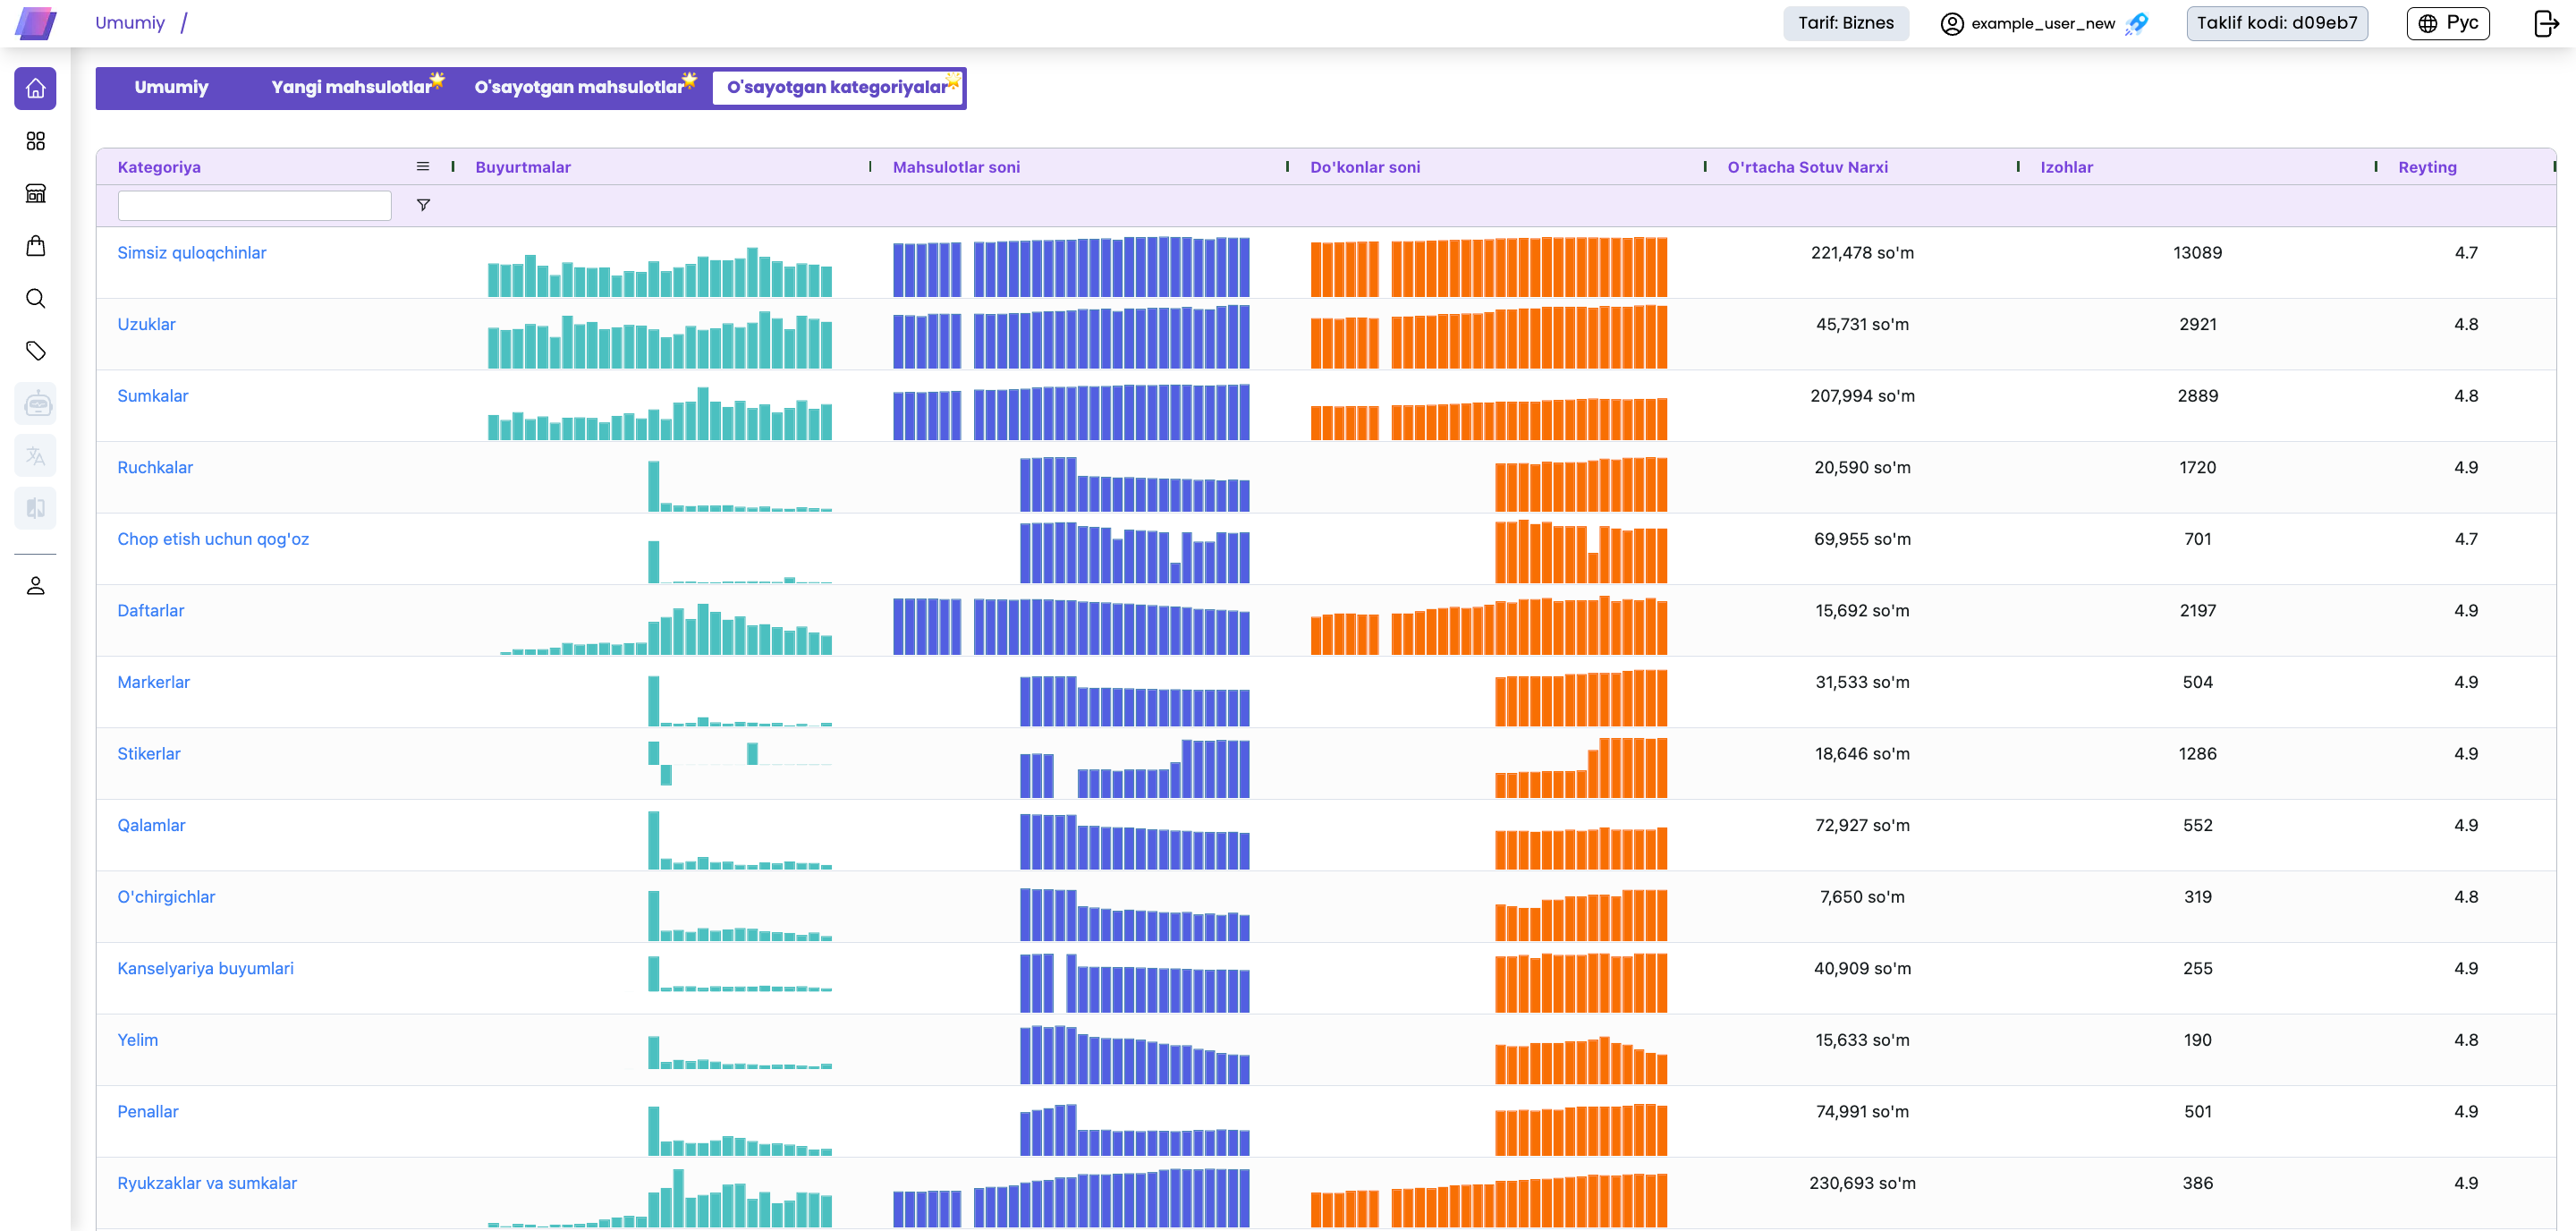 Umumiy /
Tarif: Biznes
example_user_new
Taklif kodi: d09eb7
Рус
Umumiy
Yangi mahsulotlar
O'sayotgan mahsulotlar
O'sayotgan kategoriyalar
Kategoriya Buyurtmalar Mahsulotlar soni Do'konlar soni O'rtacha Sotuv Narxi Izohlar Reyting
Simsiz quloqchinlar 221,478 so'm 13089 4.7
Uzuklar 45,731 so'm 2921 4.8
Sumkalar 207,994 so'm 2889 4.8
Ruchkalar 20,590 so'm 1720 4.9
Chop etish uchun qog'oz 69,955 so'm 701 4.7
Daftarlar 15,692 so'm 2197 4.9
Markerlar 31,533 so'm 504 4.9
Stikerlar 18,646 so'm 1286 4.9
Qalamlar 72,927 so'm 552 4.9
O'chirgichlar 7,650 so'm 319 4.8
Kanselyariya buyumlari 40,909 so'm 255 4.9
Yelim 15,633 so'm 190 4.8
Penallar 74,991 so'm 501 4.9
Ryukzaklar va sumkalar 230,693 so'm 386 4.9